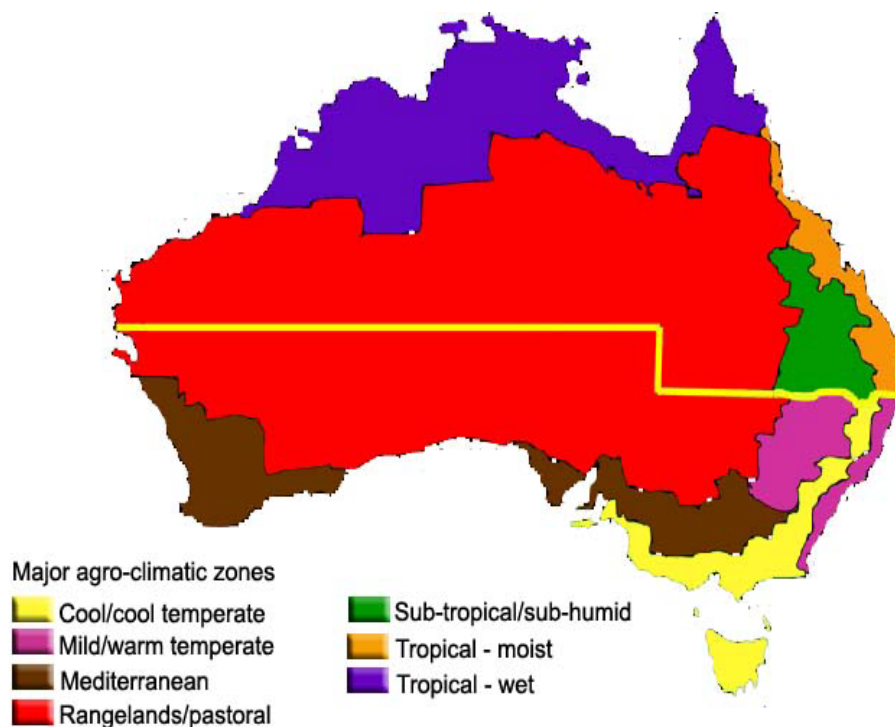 Major agro-climatic zones
Cool/cool temperate
Mild/warm temperate
Mediterranean
Rangelands/pastoral
Sub-tropical/sub-humid
Tropical - moist
Tropical - wet